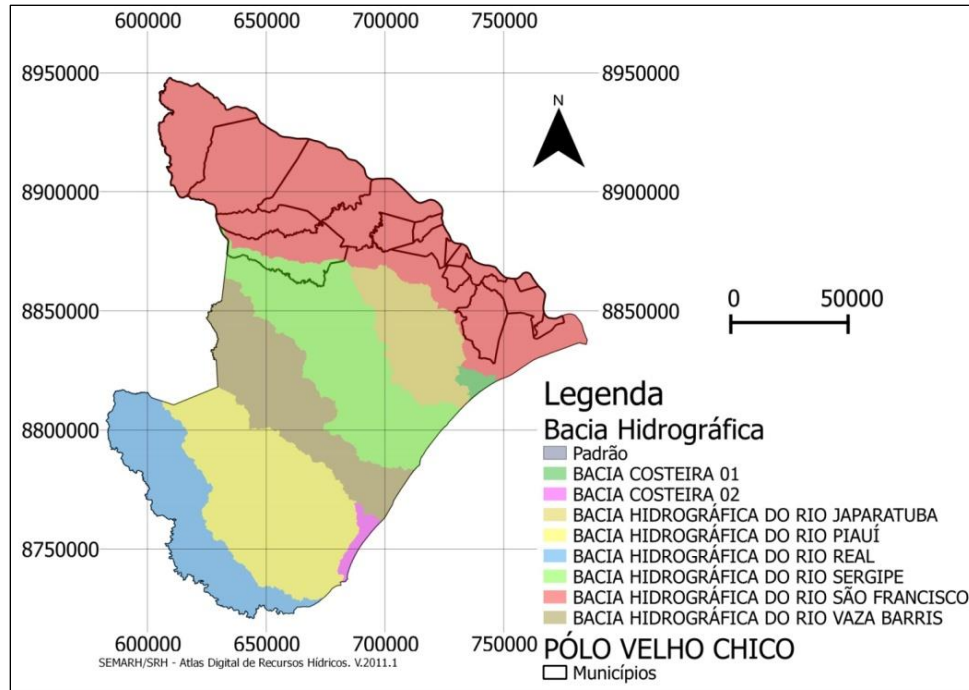 600000 650000 700000 750000
8950000 8950000
N
8900000 8900000
8850000 8850000
0 50000
8800000
8750000
Legenda
Bacia Hidrográfica
Padrão
BACIA COSTEIRA 01
BACIA COSTEIRA 02
BACIA HIDROGRÁFICA DO RIO JAPARATUBA
BACIA HIDROGRÁFICA DO RIO PIAUÍ
BACIA HIDROGRÁFICA DO RIO REAL
BACIA HIDROGRÁFICA DO RIO SERGIPE
BACIA HIDROGRÁFICA DO RIO SÃO FRANCISCO
BACIA HIDROGRÁFICA DO RIO VAZA BARRIS
PÓLO VELHO CHICO
Municípios
600000 650000 700000 750000
SEMARH/SRH - Atlas Digital de Recursos Hídricos. V.2011.1